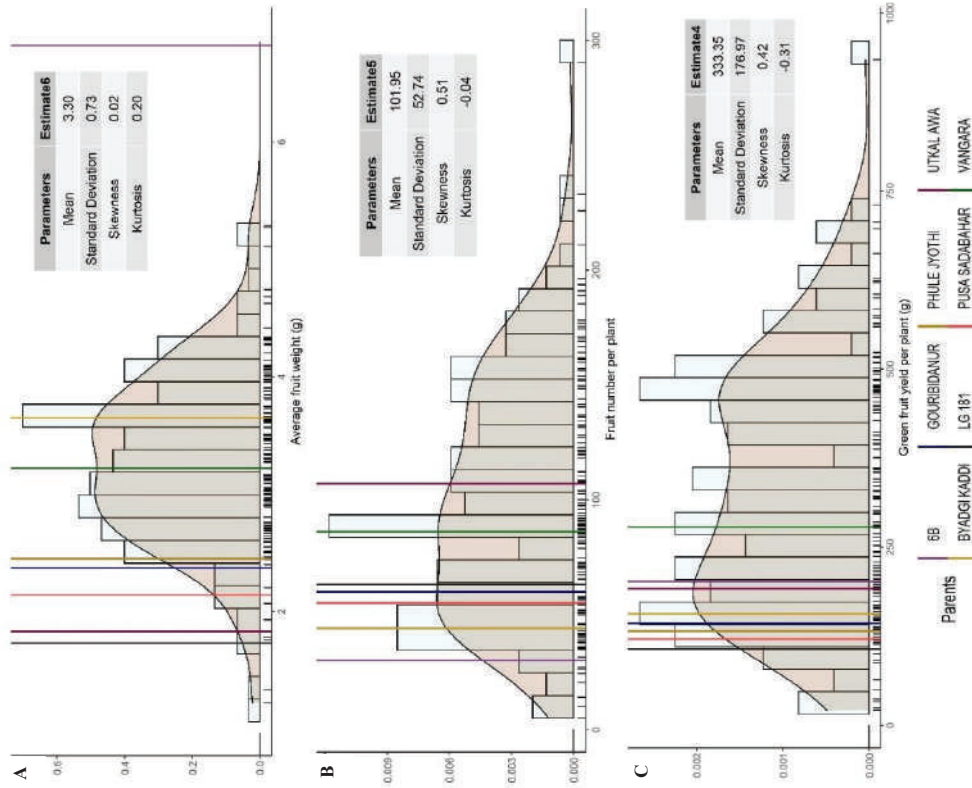 A
0.6
0.4
0.2
0.0
2
4
6
Average fruit weight (g)
Parameters Estimate6
Mean 3.30
Standard Deviation 0.73
Skewness 0.02
Kurtosis 0.20
B
0.009
0.006
0.003
0.000
0
100
200
300
Fruit number per plant
Parameters Estimate5
Mean 101.95
Standard Deviation 52.74
Skewness 0.51
Kurtosis -0.04
C
0.002
0.001
0.000
0
250
500
750
1000
Green fruit yield per plant (g)
Parameters Estimate4
Mean 333.35
Standard Deviation 176.97
Skewness 0.42
Kurtosis -0.31
Parents
6B GOURIBIDANUR PHULE JYOTHI UTKAL AWA
BYADGI KADDI LG 181 PUSA SADABAHAR VANGARA